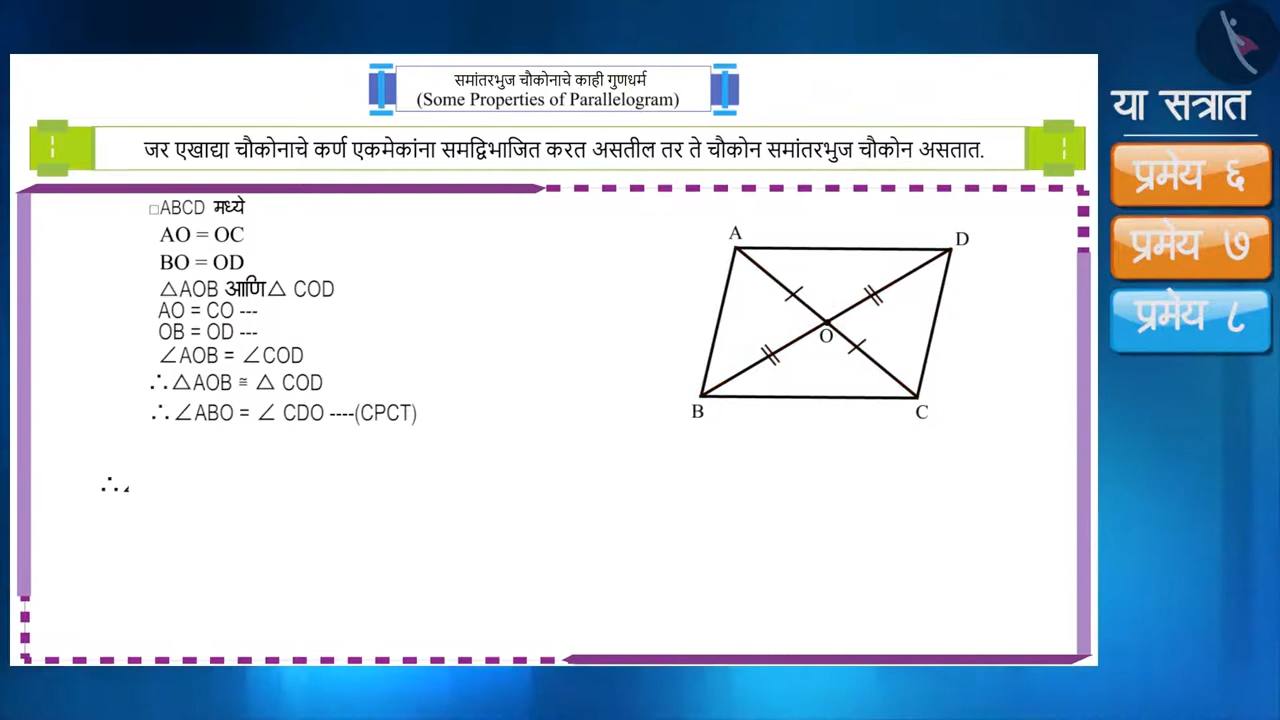 समांतरभुज चौकोनाचे काही गुणधर्म
(Some Properties of Parallelogram)
जर एखाद्या चौकोनाचे कर्ण एकमेकांना समद्विभाजित करत असतील तर ते चौकोन समांतरभुज चौकोन असतात.
□ABCD मध्ये
AO = OC
BO = OD
△AOB आणि△ COD
AO = CO ---
OB = OD ---
∠AOB = ∠COD
∴△AOB ≅ △ COD
∴∠ABO = ∠ CDO ----(CPCT)
∴
A
D
O
B
C
या सत्रात
प्रमेय ६
प्रमेय ७
प्रमेय ८